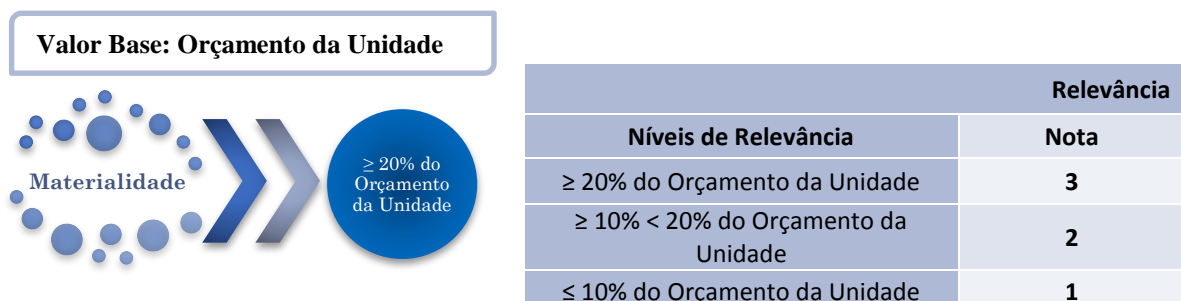 Valor Base: Orçamento da Unidade
Materialidade
≥ 20% do
Orçamento
da Unidade
Relevância
Níveis de Relevância Nota
≥ 20% do Orçamento da Unidade 3
≥ 10% < 20% do Orçamento da
Unidade 2
≤ 10% do Orçamento da Unidade 1